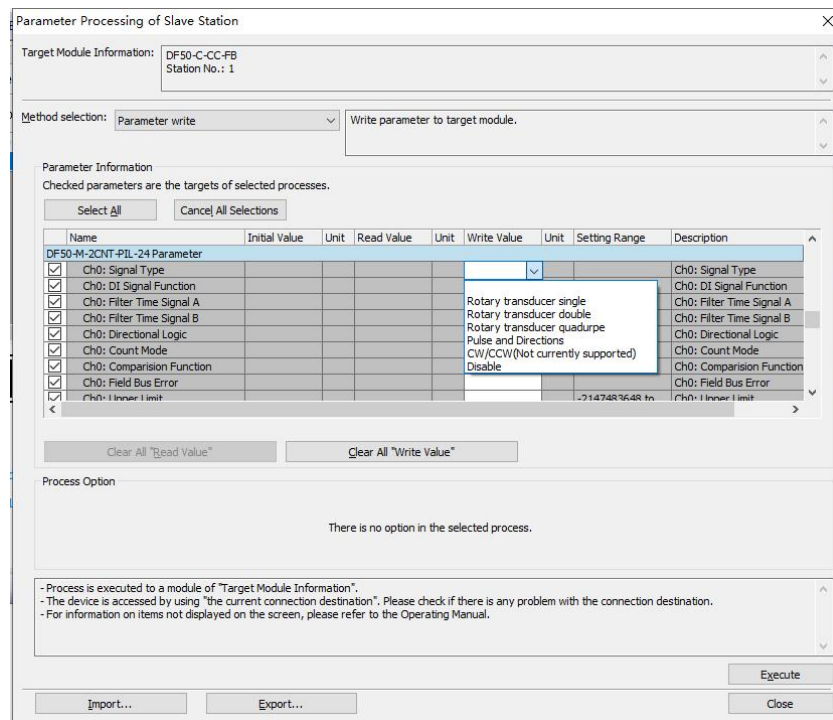 Parameter Processing of Slave Station
Target Module Information:
DF50-C-CC-FB
Station No.: 1
Method selection:
Parameter write
Write parameter to target module.
Parameter Information
Checked parameters are the targets of selected processes.
Select All
Cancel All Selections
Name Initial Value Unit Read Value Unit Write Value Unit Setting Range Description
DF50-M-2CNT-PIL-24 Parameter
Ch0: Signal Type Ch0: Signal Type
Ch0: DI Signal Function Ch0: DI Signal Function
Ch0: Filter Time Signal A Rotary transducer single Ch0: Filter Time Signal A
Ch0: Filter Time Signal B Rotary transducer double Ch0: Filter Time Signal B
Ch0: Directional Logic Rotary transducer quadurpe Ch0: Directional Logic
Ch0: Count Mode Pulse and Directions Ch0: Count Mode
Ch0: Comparision Function CW/CCW(Not currently supported) Ch0: Comparision Function
Ch0: Field Bus Error Disable Ch0: Field Bus Error
Ch0: Upper Limit -2147483648 to Ch0: Upper Limit
Clear All "Read Value"
Clear All "Write Value"
Process Option
There is no option in the selected process.
- Process is executed to a module of "Target Module Information".
- The device is accessed by using "the current connection destination". Please check if there is any problem with the connection destination.
- For information on items not displayed on the screen, please refer to the Operating Manual.
Execute
Import...
Export...
Close